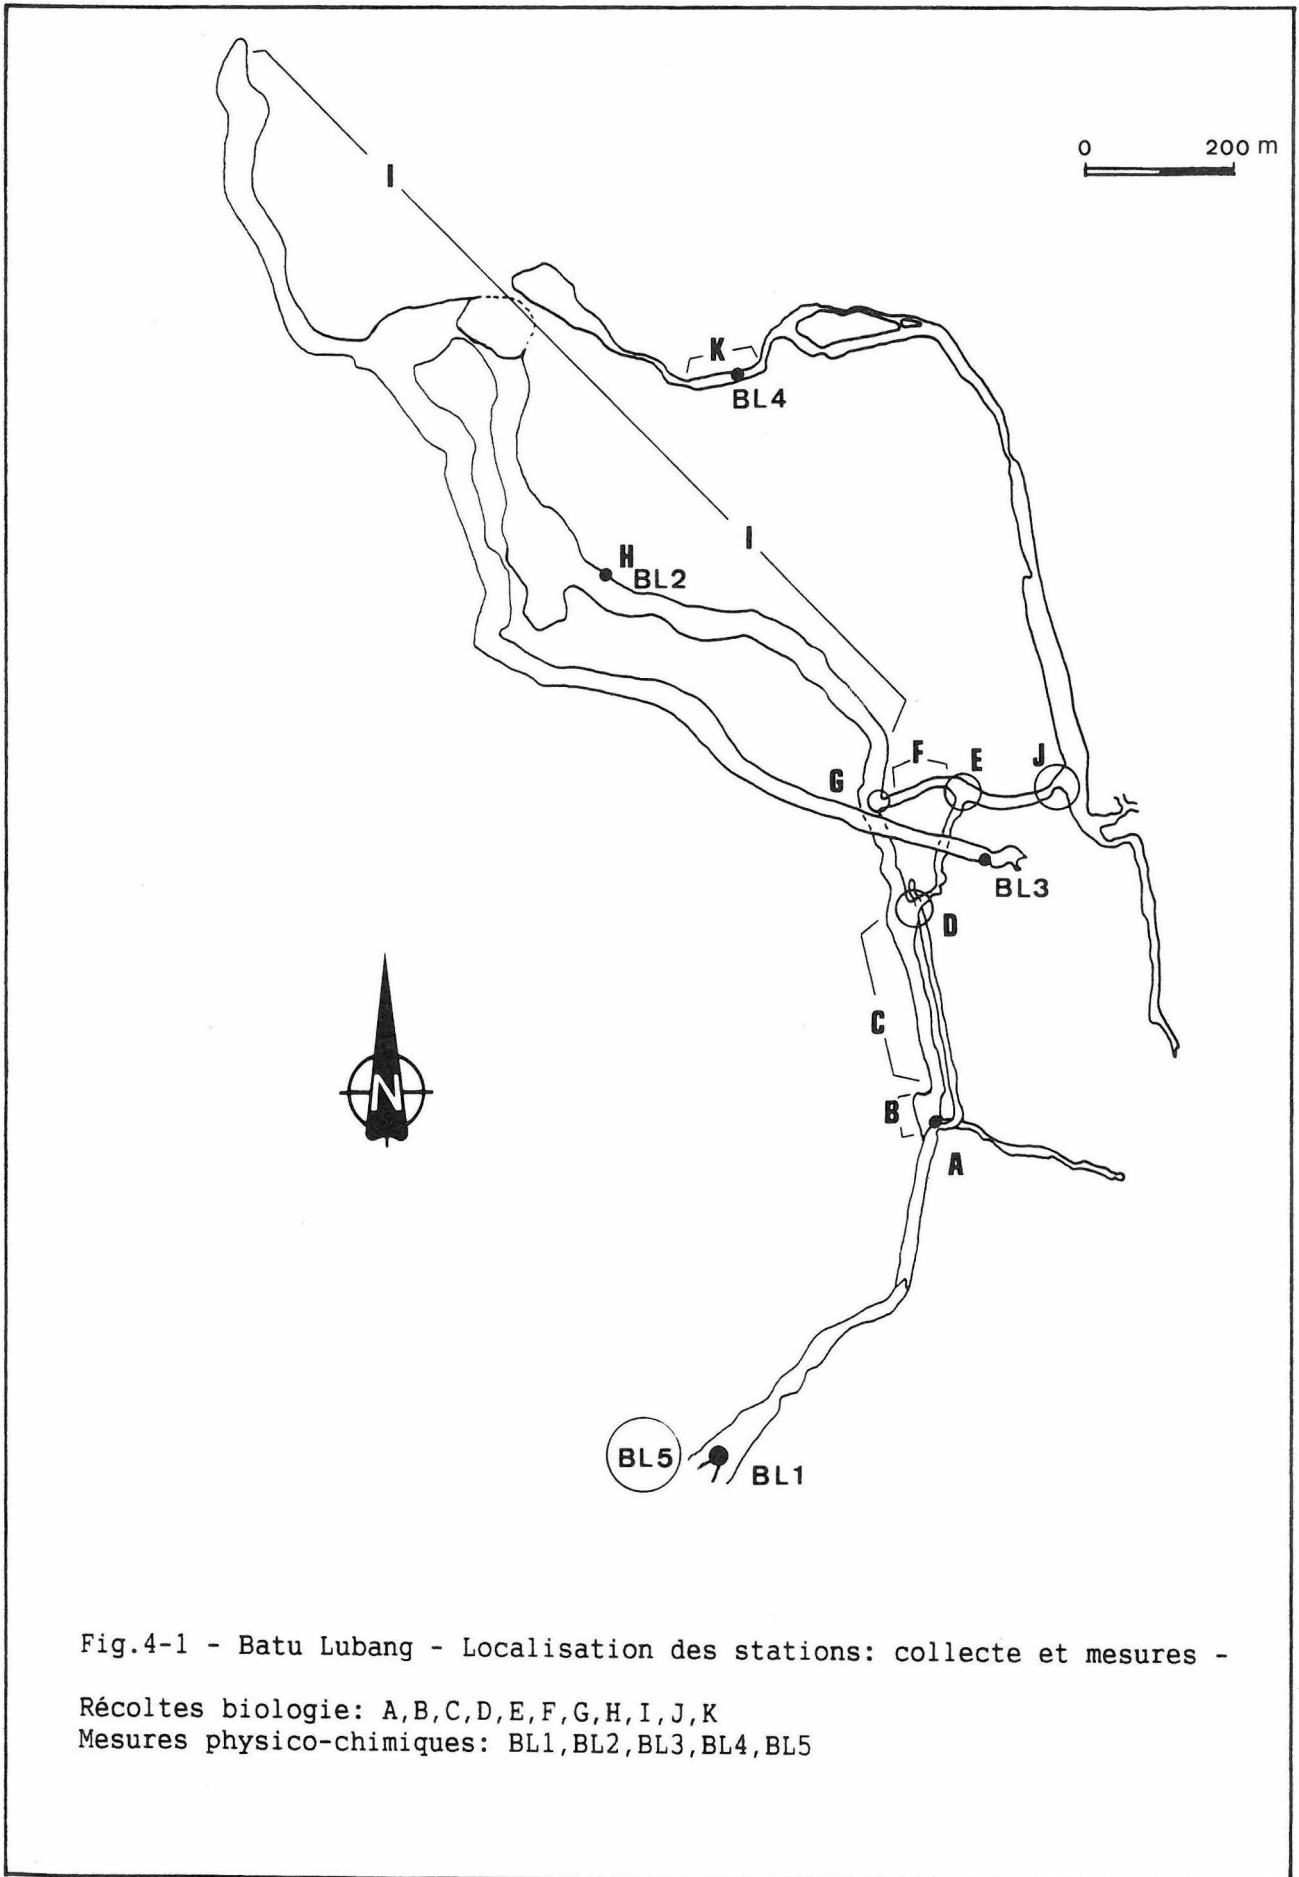 0 200 m
I
K
BL4
I
H
BL2
F
E
J
G
BL3
D
C
N
B
A
BL5
BL1
Fig.4-1 - Batu Lubang - Localisation des stations: collecte et mesures -
Récoltes biologie: A,B,C,D,E,F,G,H,I,J,K
Mesures physico-chimiques: BL1,BL2,BL3,BL4,BL5